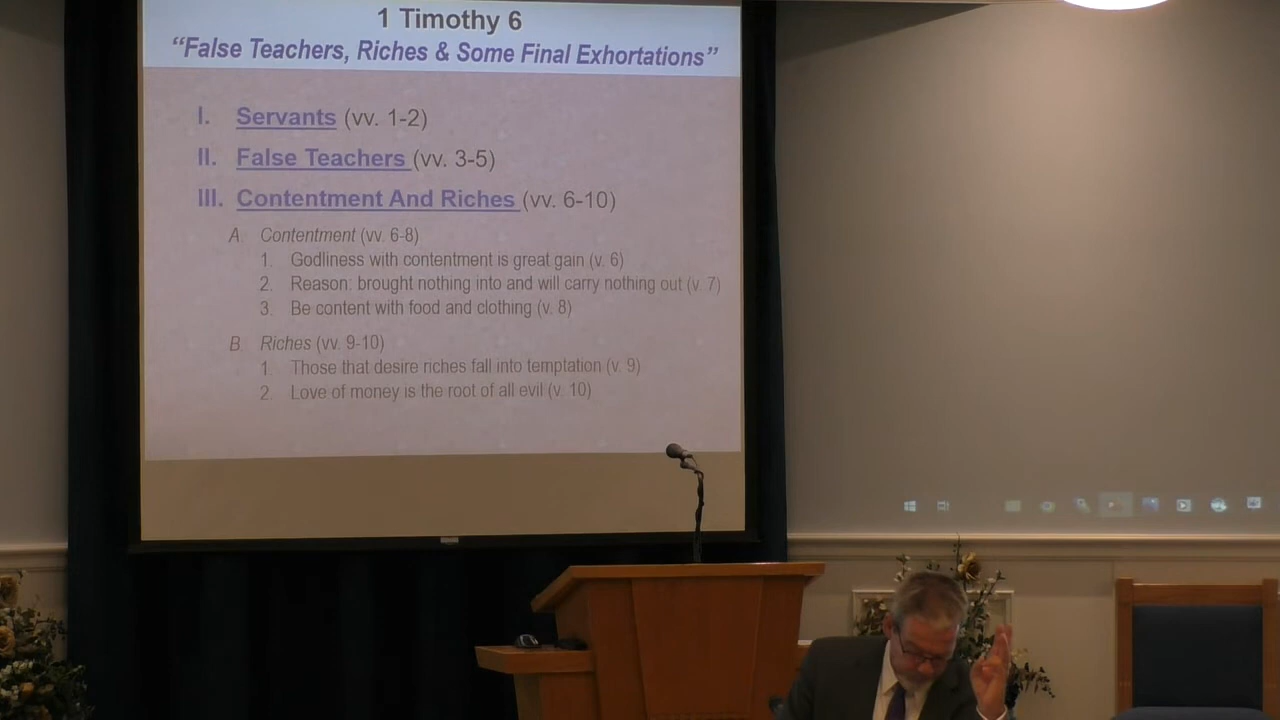 1 Timothy 6
“False Teachers, Riches & Some Final Exhortations”
I. Servants (vv. 1-2)
II. False Teachers (vv. 3-5)
III. Contentment And Riches (vv. 6-10)
A. Contentment (vv. 6-8)
1. Godliness with contentment is great gain (v. 6)
2. Reason: brought nothing into and will carry nothing out (v. 7)
3. Be content with food and clothing (v. 8)
B. Riches (vv. 9-10)
1. Those that desire riches fall into temptation (v. 9)
2. Love of money is the root of all evil (v. 10)